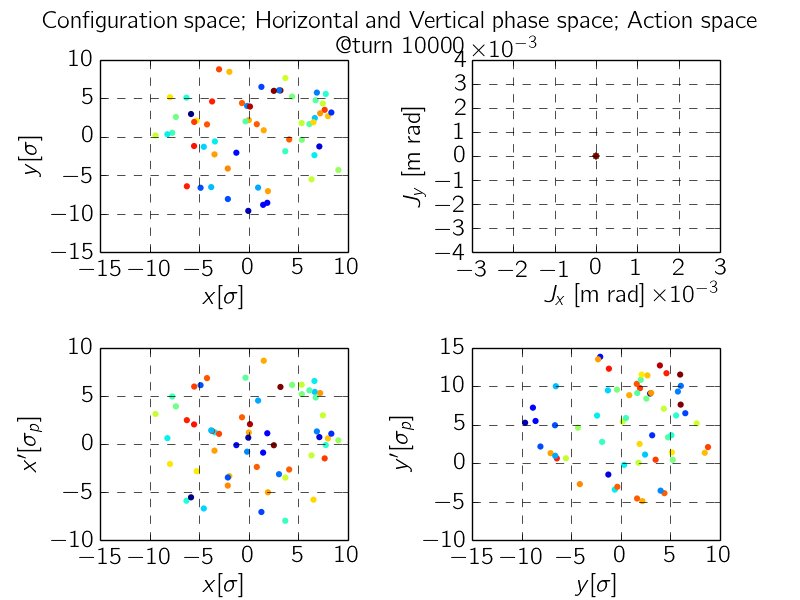 Configuration space; Horizontal and Vertical phase space; Action space
@turn 10000
10
5
0
−5
−10
−15
−15 −10 −5 0 5 10
x[σ]
y[σ]
×10⁻³
4
3
2
1
0
−1
−2
−3
−4
−3 −2 −1 0 1 2 3
J_x [m rad] ×10⁻³
J_y [m rad]
10
5
0
−5
−10
−15 −10 −5 0 5 10
x[σ]
x′[σ_p]
15
10
5
0
−5
−10
−15 −10 −5 0 5 10
y[σ]
y′[σ_p]